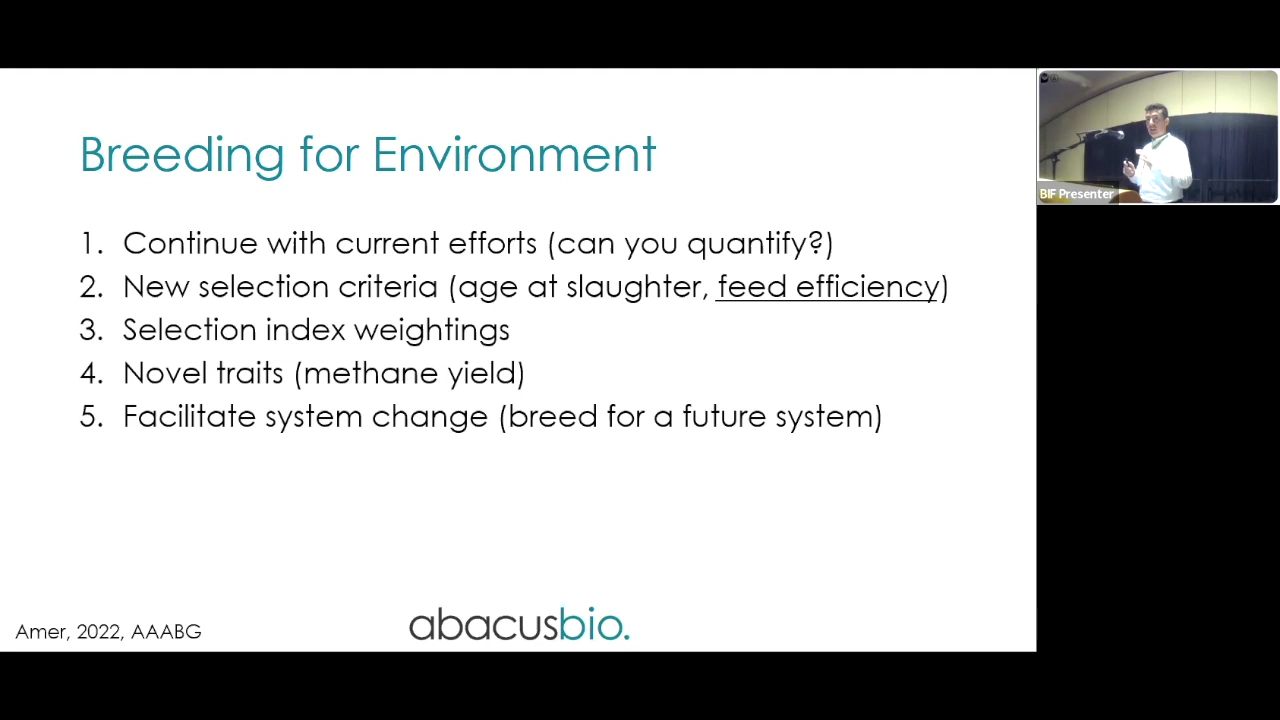 Breeding for Environment
1. Continue with current efforts (can you quantify?)
2. New selection criteria (age at slaughter, feed efficiency)
3. Selection index weightings
4. Novel traits (methane yield)
5. Facilitate system change (breed for a future system)
Amer, 2022, AAABG
abacusbio.
BIF Presenter